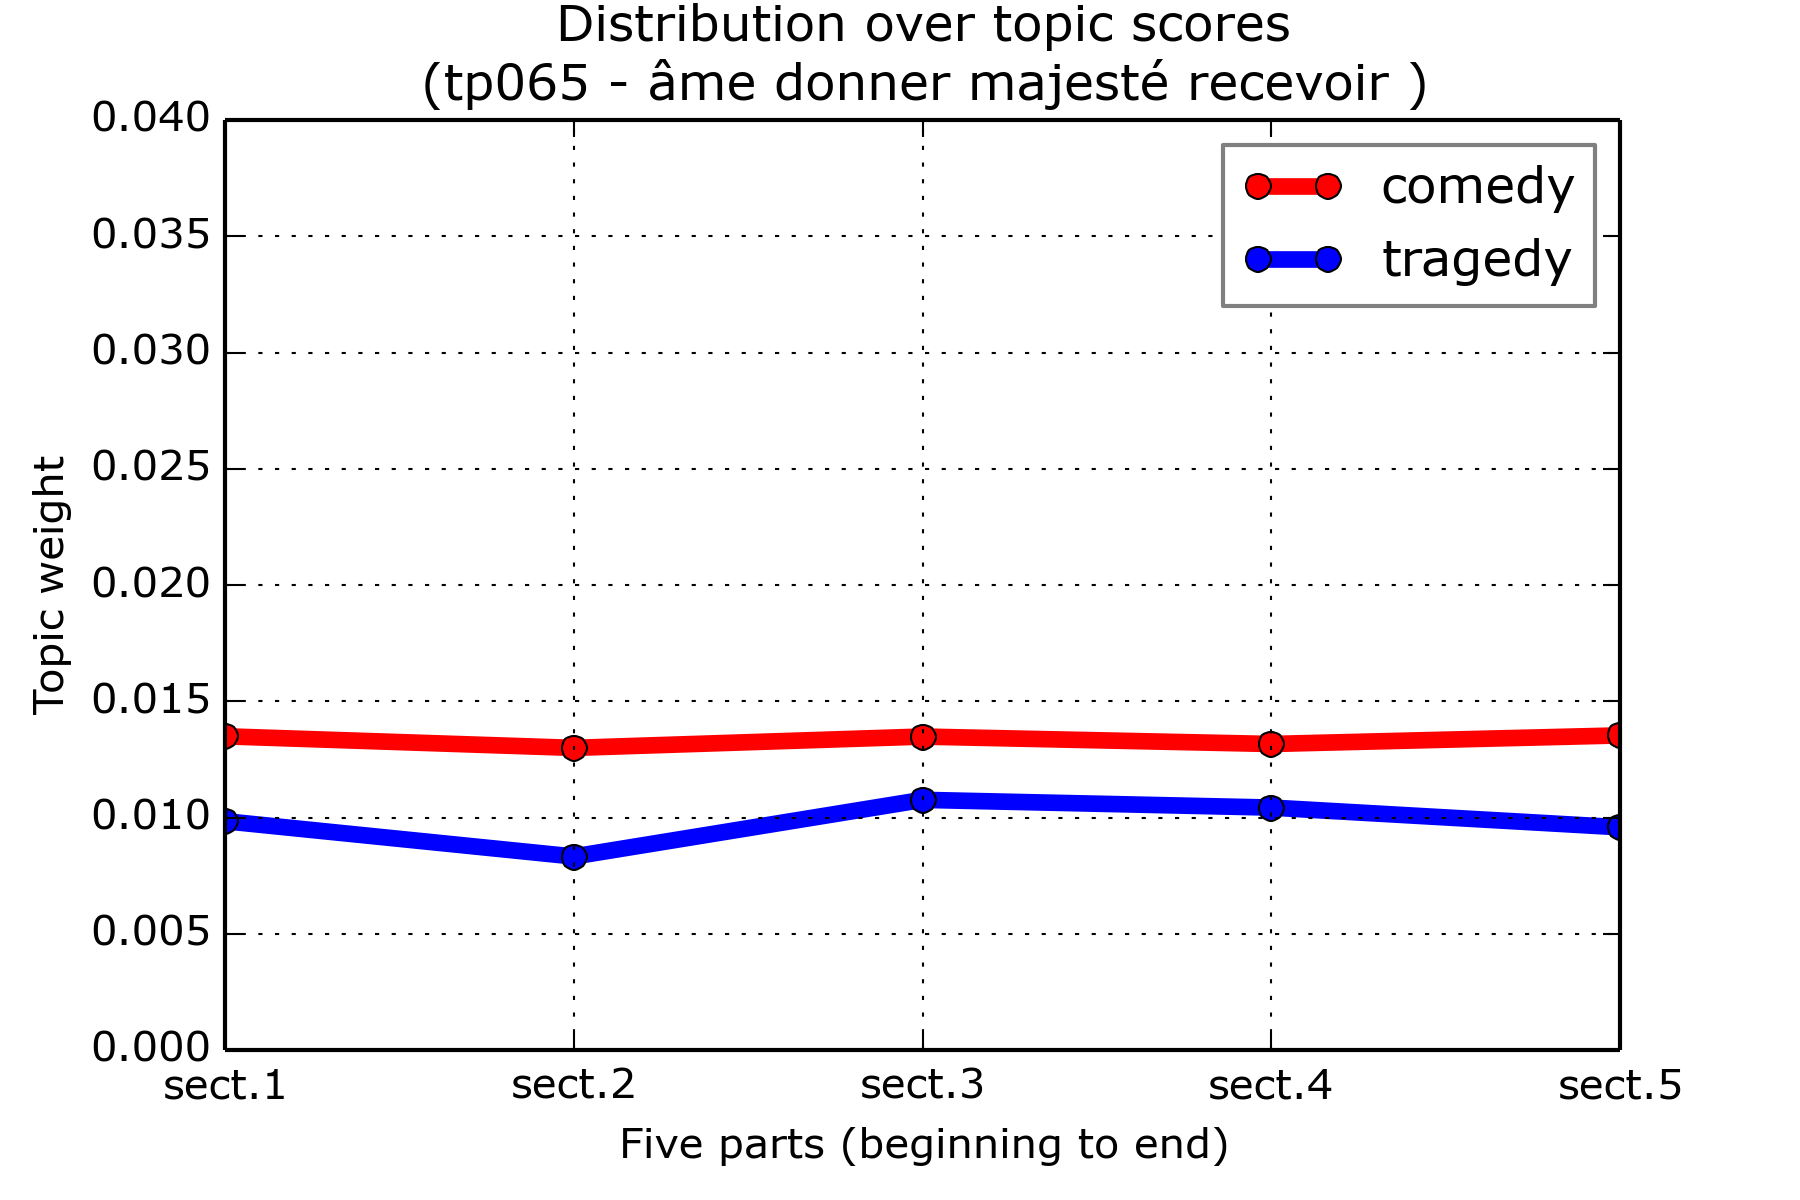 Distribution over topic scores
(tp065 - âme donner majesté recevoir )
0.040
0.035
0.030
0.025
0.020
0.015
0.010
0.005
0.000
Topic weight
comedy
tragedy
sect.1 sect.2 sect.3 sect.4 sect.5
Five parts (beginning to end)